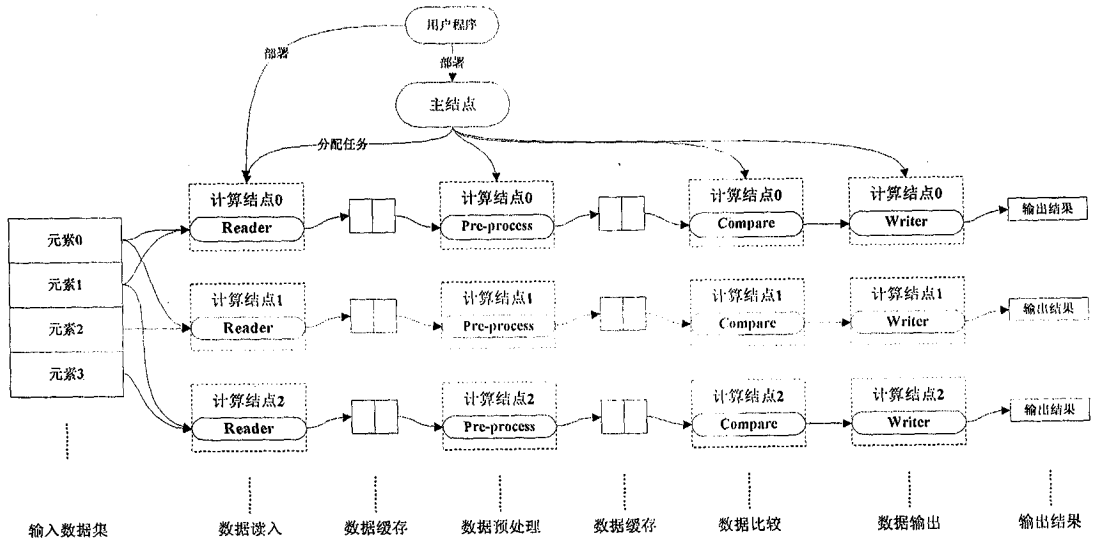 用户程序
部署
部署
主结点
分配任务
计算结点0
计算结点0
计算结点0
计算结点0
Reader
Pre-process
Compare
Writer
输出结果
元素0
元素1
元素2
元素3
计算结点1
计算结点1
计算结点1
计算结点1
Reader
Pre-process
Compare
Writer
输出结果
计算结点2
计算结点2
计算结点2
计算结点2
Reader
Pre-process
Compare
Writer
输出结果
输入数据集
数据读入
数据缓存
数据预处理
数据缓存
数据比较
数据输出
输出结果